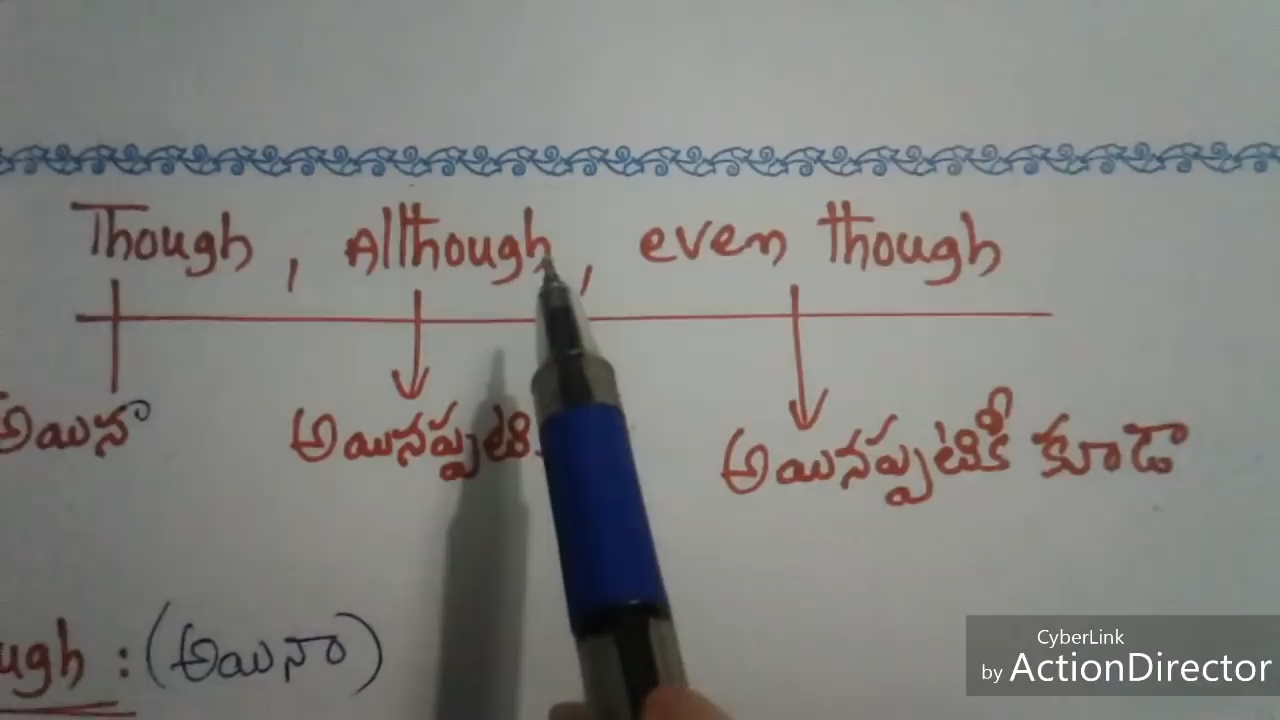 Though , Although , even though
అయినా అయినప్పటి అయినప్పటికీ కూడా
ugh : (అయినా)
CyberLink
by ActionDirector